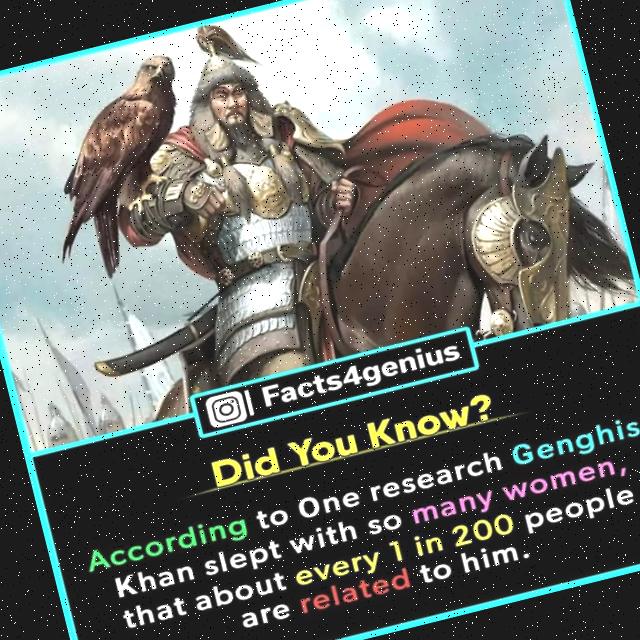 Facts4genius
Did You Know?
According to One research Genghis
Khan slept with so many women,
that about every 1 in 200 people
are related to him.